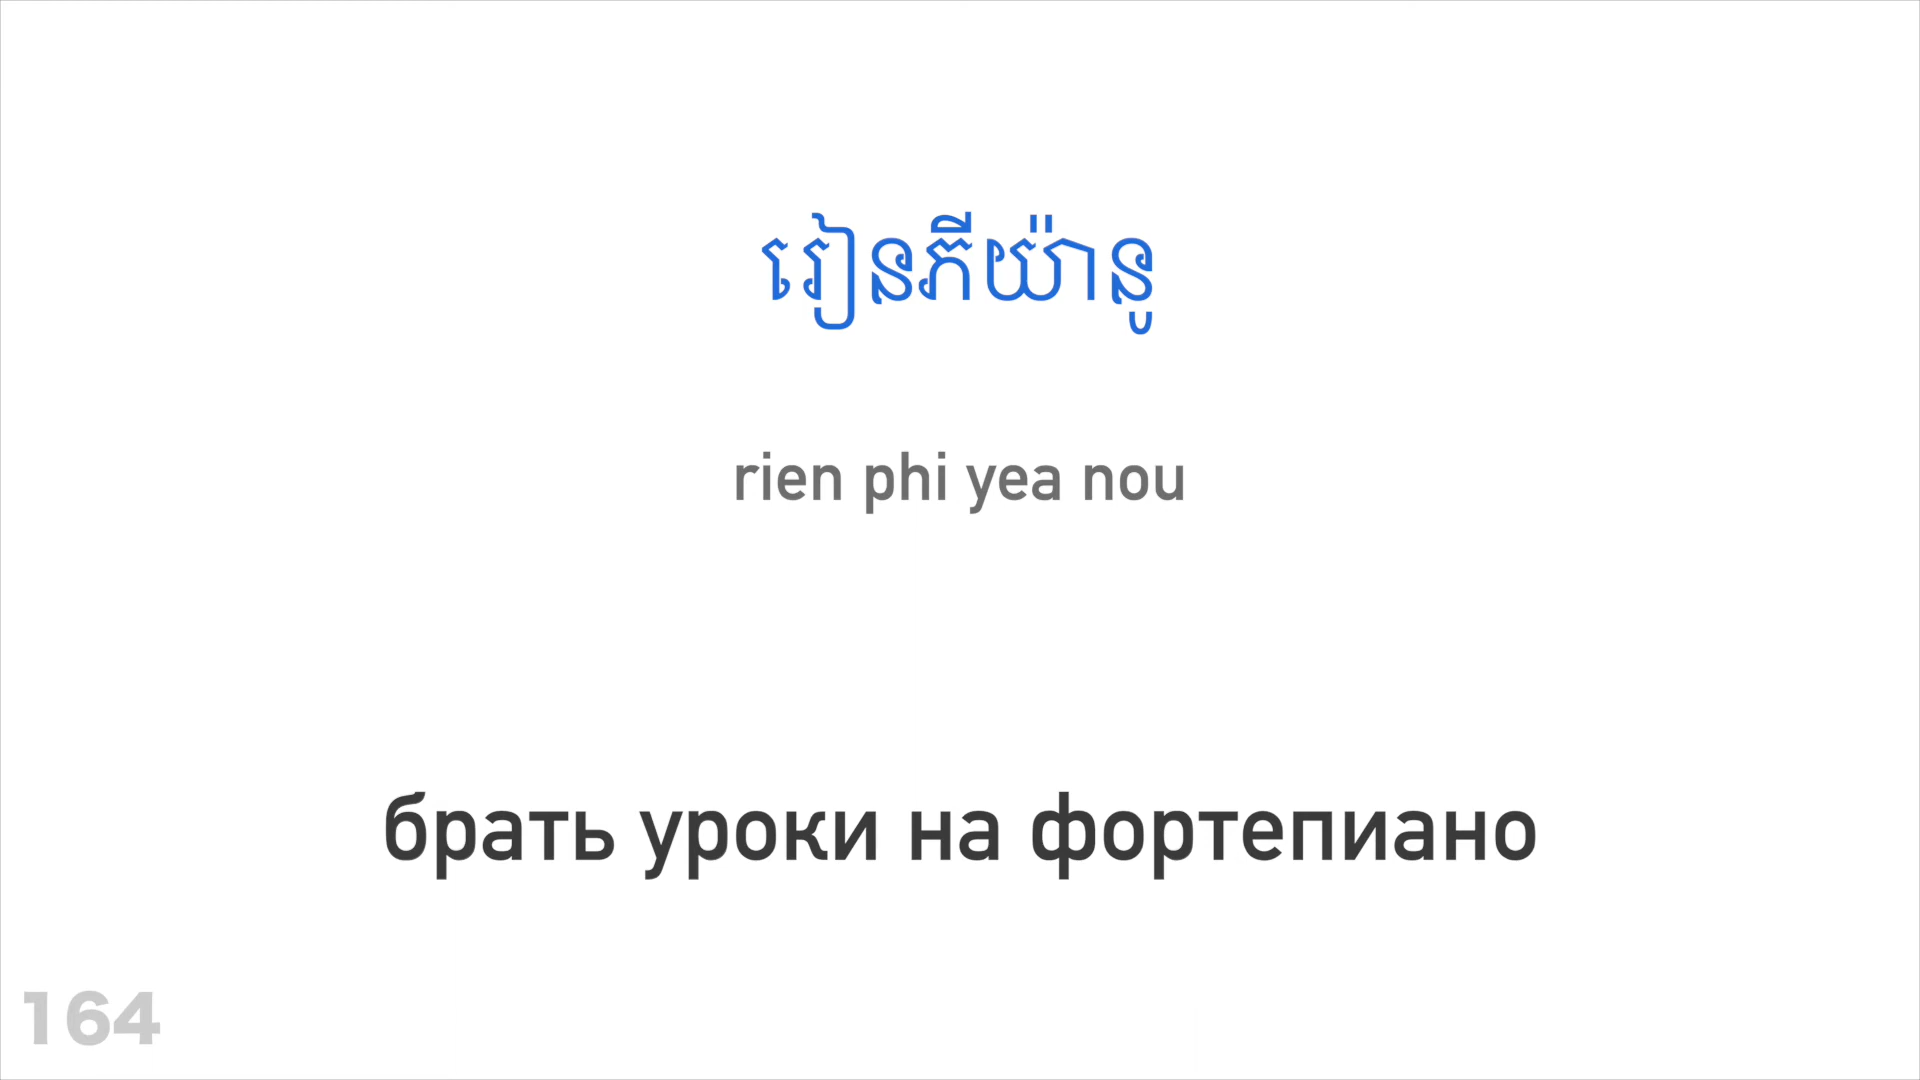 រៀនភីយ៉ានូ
rien phi yea nou
брать уроки на фортепиано
164